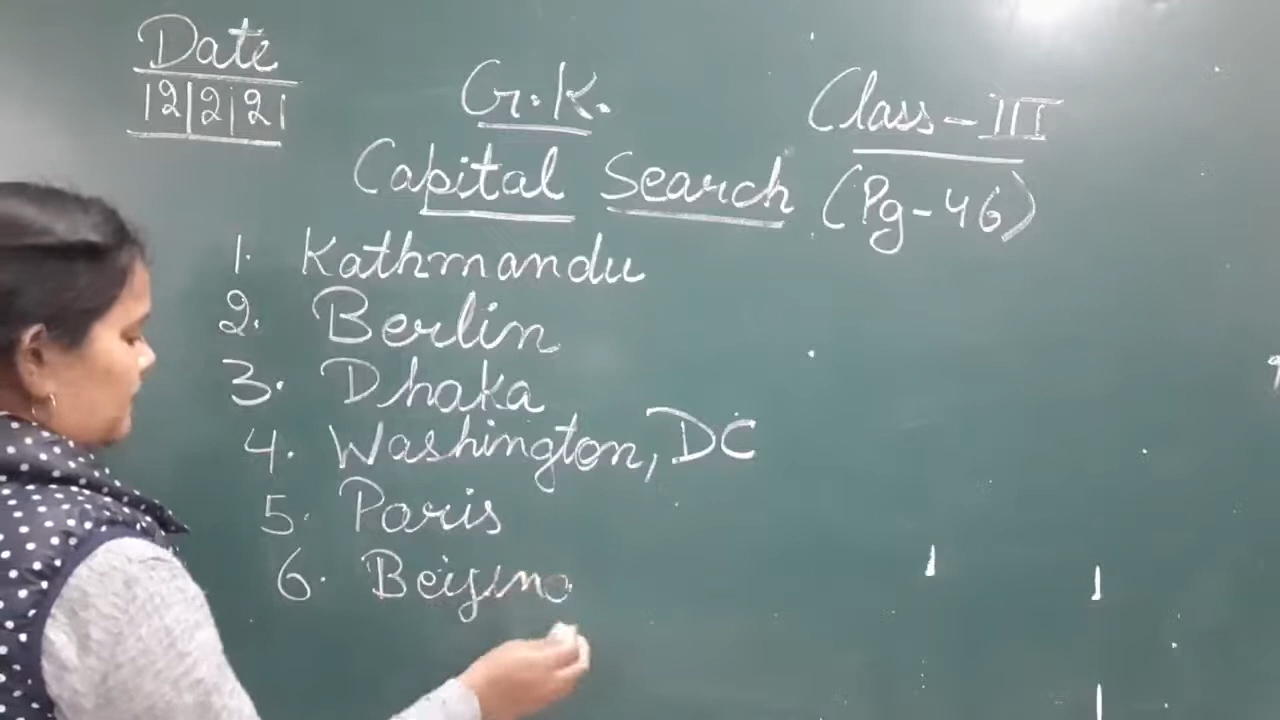 Date
12|2|21
G.K.
Class-III
Capital Search (Pg-46)
1. Kathmandu
2. Berlin
3. Dhaka
4. Washington, DC
5. Paris
6. Beijing